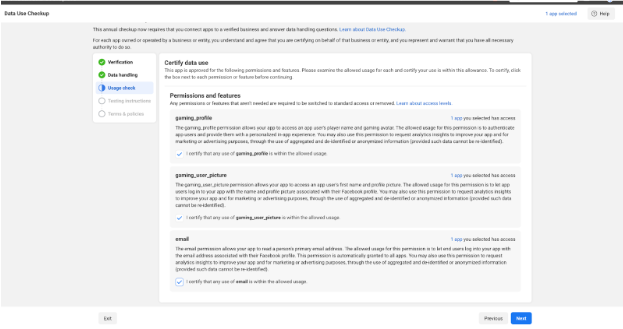 Data Use Checkup
1 app selected
Help
This annual checkup now requires that you connect apps to a verified business and answer data handling questions. Learn about Data Use Checkup.
For each app owned or operated by a business or entity, you understand and agree that you are certifying on behalf of that business or entity, and you represent and warrant that you have all necessary
authority to do so.
Verification
Data handling
Usage check
Testing instructions
Terms & policies
Certify data use
This app is approved for the following permissions and features. Please examine the allowed usage for each and certify your use is within the allowance. To certify, click
the box next to each permission or feature before continuing.
Permissions and features
Any permissions or features that aren't needed are required to be switched to standard access or removed. Learn about access levels.
gaming_profile
1 app you selected has access
The gaming_profile permission allows your app to access an app user's player name and gaming avatar. The allowed usage for this permission is to authenticate
app users and provide them with a personalized in-app experience. You may also use this permission to request analytics insights to improve your app and for
marketing or advertising purposes, through the use of aggregated and de-identified or anonymized information (provided such data cannot be re-identified).
I certify that any use of gaming_profile is within the allowed usage.
gaming_user_picture
1 app you selected has access
The gaming_user_picture permission allows your app to access an app user's first name and profile picture. The allowed usage for this permission is to let app
users log in to your app with the name and profile picture associated with their Facebook profile. You may also use this permission to request analytics insights
to improve your app and for marketing or advertising purposes, through the use of aggregated and de-identified or anonymized information (provided such data
cannot be re-identified).
I certify that any use of gaming_user_picture is within the allowed usage.
email
1 app you selected has access
The email permission allows your app to read a person's primary email address. The allowed usage for this permission is to let end users log into your app with
the email address associated with their Facebook profile. This permission is automatically granted to all apps. You may also use this permission to request
analytics insights to improve your app and for marketing or advertising purposes, through the use of aggregated and de-identified or anonymized information
(provided such data cannot be re-identified).
I certify that any use of email is within the allowed usage.
Exit
Previous
Next